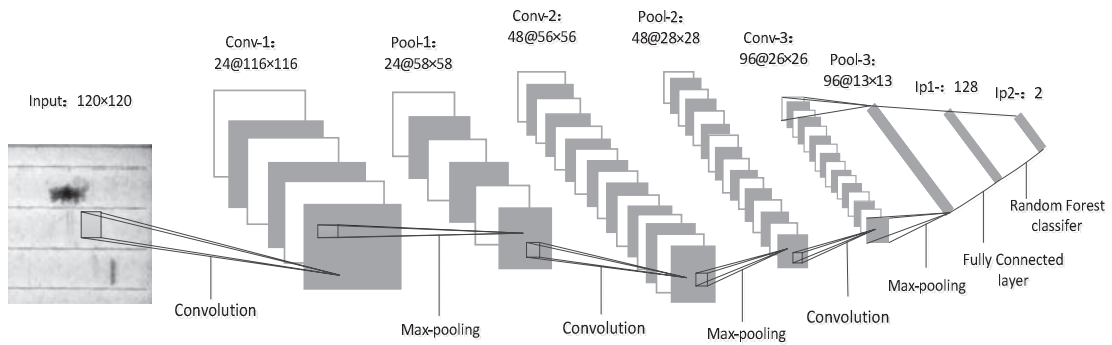 Input：120×120
Conv-1：
24@116×116
Pool-1：
24@58×58
Conv-2：
48@56×56
Pool-2：
48@28×28
Conv-3：
96@26×26
Pool-3：
96@13×13
Ip1-：128
Ip2-：2
Convolution
Max-pooling
Convolution
Max-pooling
Convolution
Max-pooling
Fully Connected
layer
Random Forest
classifer